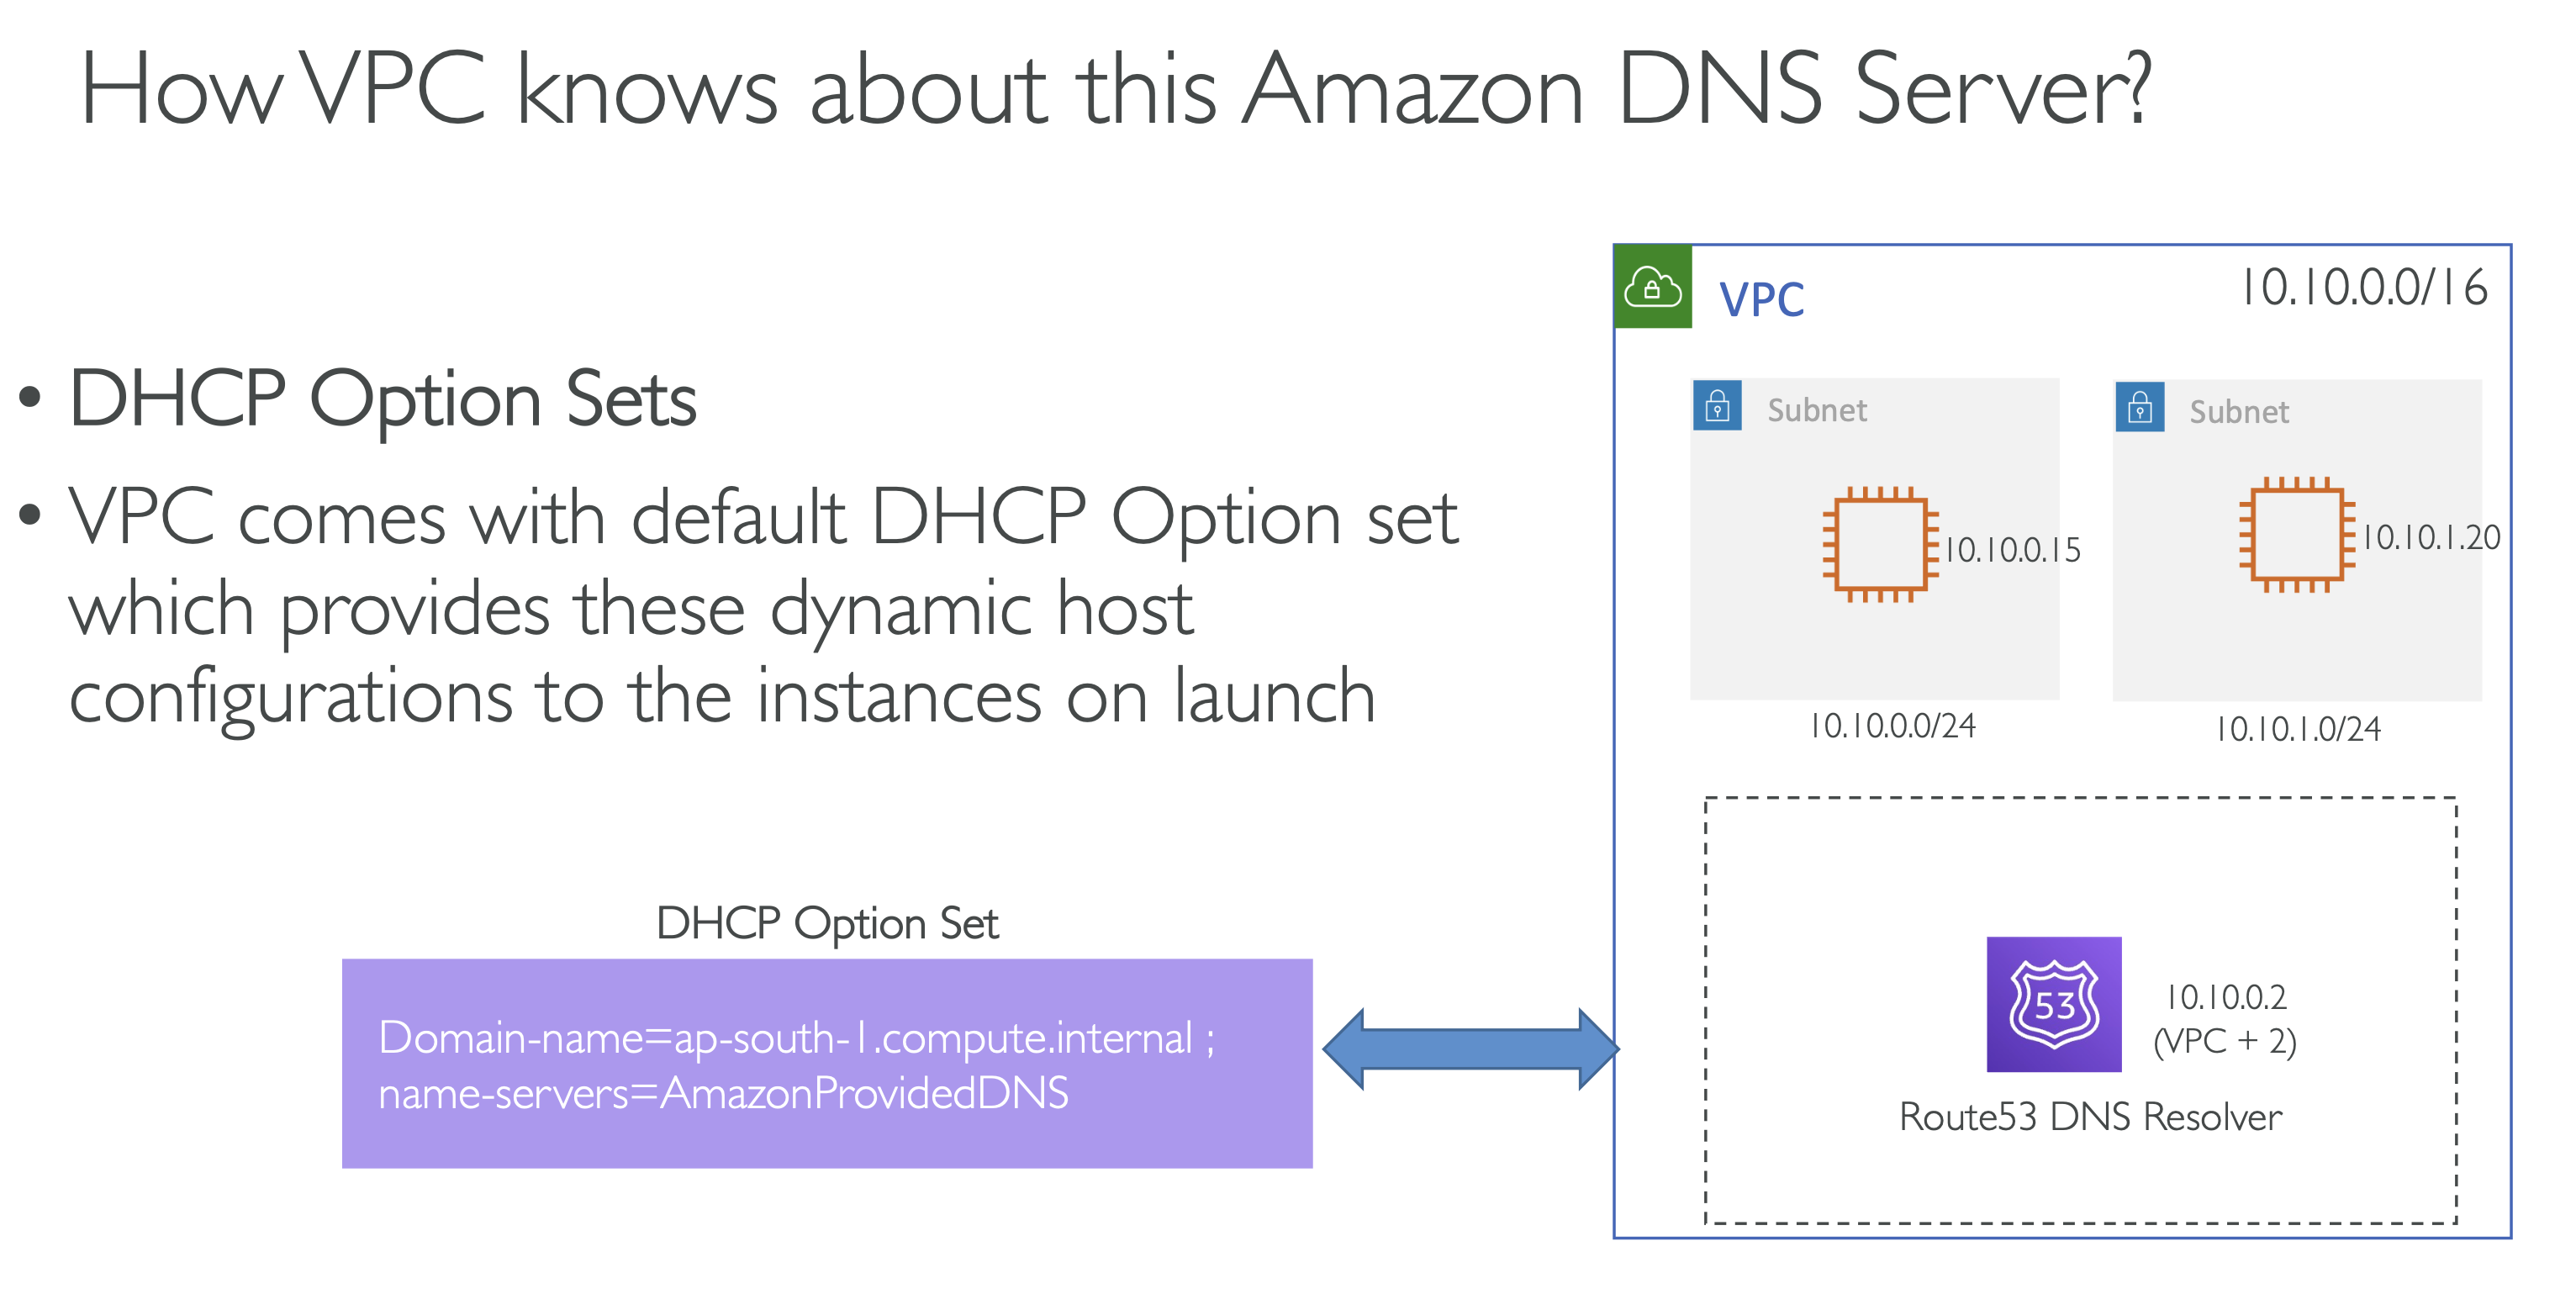 How VPC knows about this Amazon DNS Server?
• DHCP Option Sets
• VPC comes with default DHCP Option set
which provides these dynamic host
configurations to the instances on launch
DHCP Option Set
Domain-name=ap-south-1.compute.internal ;
name-servers=AmazonProvidedDNS
VPC
10.10.0.0/16
Subnet
10.10.0.15
10.10.0.0/24
Subnet
10.10.1.20
10.10.1.0/24
53
10.10.0.2
(VPC + 2)
Route53 DNS Resolver